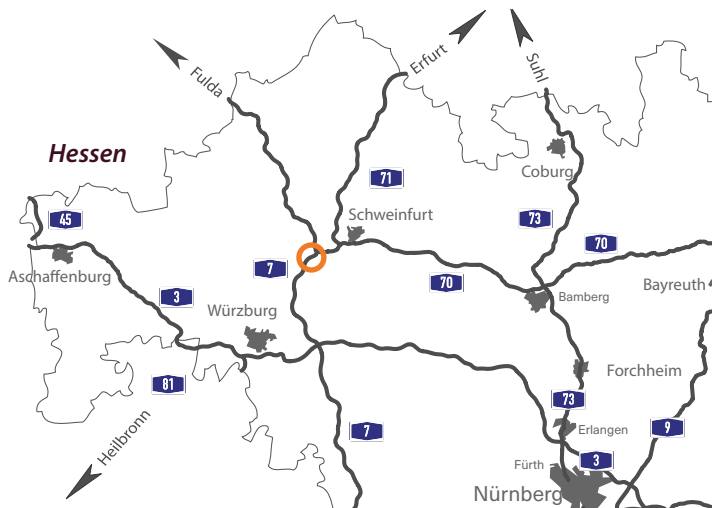 Fulda
Erfurt
Suhl
Hessen
Coburg
71
45
Schweinfurt
73
70
Aschaffenburg
7
3
70
Bayreuth
Würzburg
Bamberg
Forchheim
81
73
9
Heilbronn
7
Erlangen
3
Fürth
Nürnberg